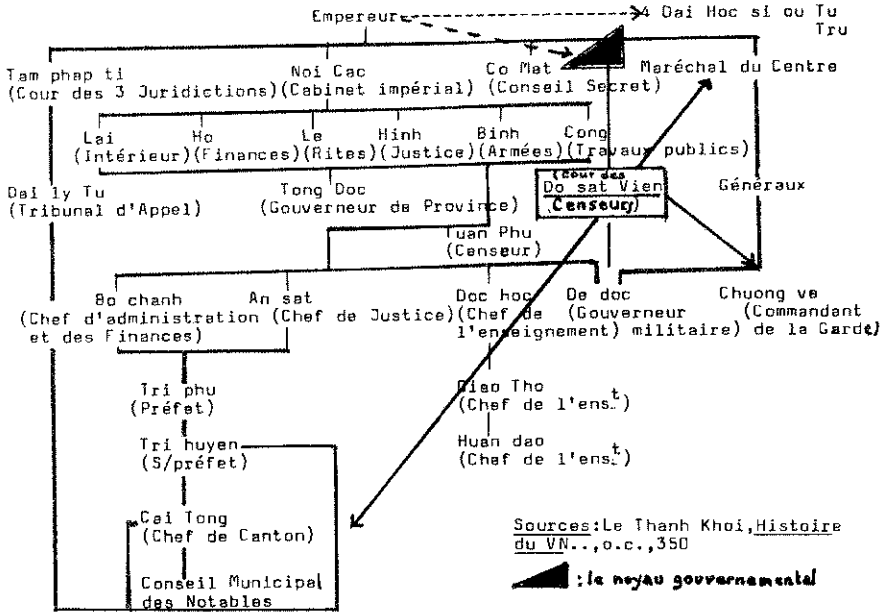 Empereur
4 Dai Hoc si ou Tu
Tru
Tam phap ti
(Cour des 3 Juridictions)
Noi Cac
(Cabinet impérial)
Co Mat
(Conseil Secret)
Maréchal du Centre
Lai
(Intérieur)
Ho
(Finances)
Le
(Rites)
Hinh
(Justice)
Binh
(Armées)
Cong
(Travaux publics)
Dai ly Tu
(Tribunal d'Appel)
Tong Doc
(Gouverneur de Province)
(Cour des
Do sat Vien
Censeurs)
Généraux
Tuan Phu
(Censeur)
Bo chanh
(Chef d'administration
et des Finances)
An sat
(Chef de Justice)
Doc hoc
(Chef de
l'enseignement)
De doc
(Gouverneur
militaire)
Chuong ve
(Commandant
de la Garde)
Tri phu
(Préfet)
Giao Tho
(Chef de l'ens.t)
Tri huyen
(S/préfet)
Huan dao
(Chef de l'ens.t)
Cai Tong
(Chef de Canton)
Conseil Municipal
des Notables
Sources:Le Thanh Khoi,Histoire
du VN..,o.c.,350
: le noyau gouvernemental